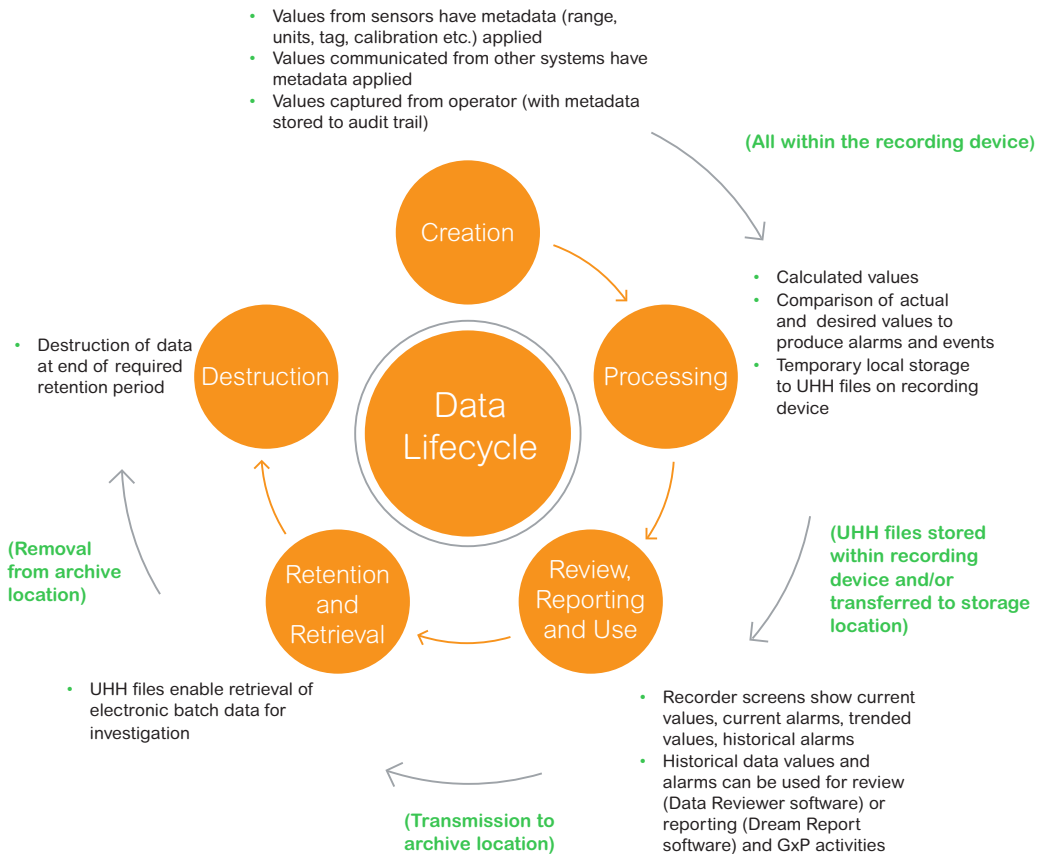 • Values from sensors have metadata (range,
units, tag, calibration etc.) applied
• Values communicated from other systems have
metadata applied
• Values captured from operator (with metadata
stored to audit trail)
(All within the recording device)
Creation
• Calculated values
• Comparison of actual
and desired values to
produce alarms and events
• Temporary local storage
to UHH files on recording
device
Processing
(UHH files stored
within recording
device and/or
transferred to storage
location)
Review,
Reporting
and Use
• Recorder screens show current
values, current alarms, trended
values, historical alarms
• Historical data values and
alarms can be used for review
(Data Reviewer software) or
reporting (Dream Report
software) and GxP activities
(Transmission to
archive location)
Retention
and
Retrieval
• UHH files enable retrieval of
electronic batch data for
investigation
(Removal
from archive
location)
Destruction
• Destruction of data
at end of required
retention period
Data
Lifecycle